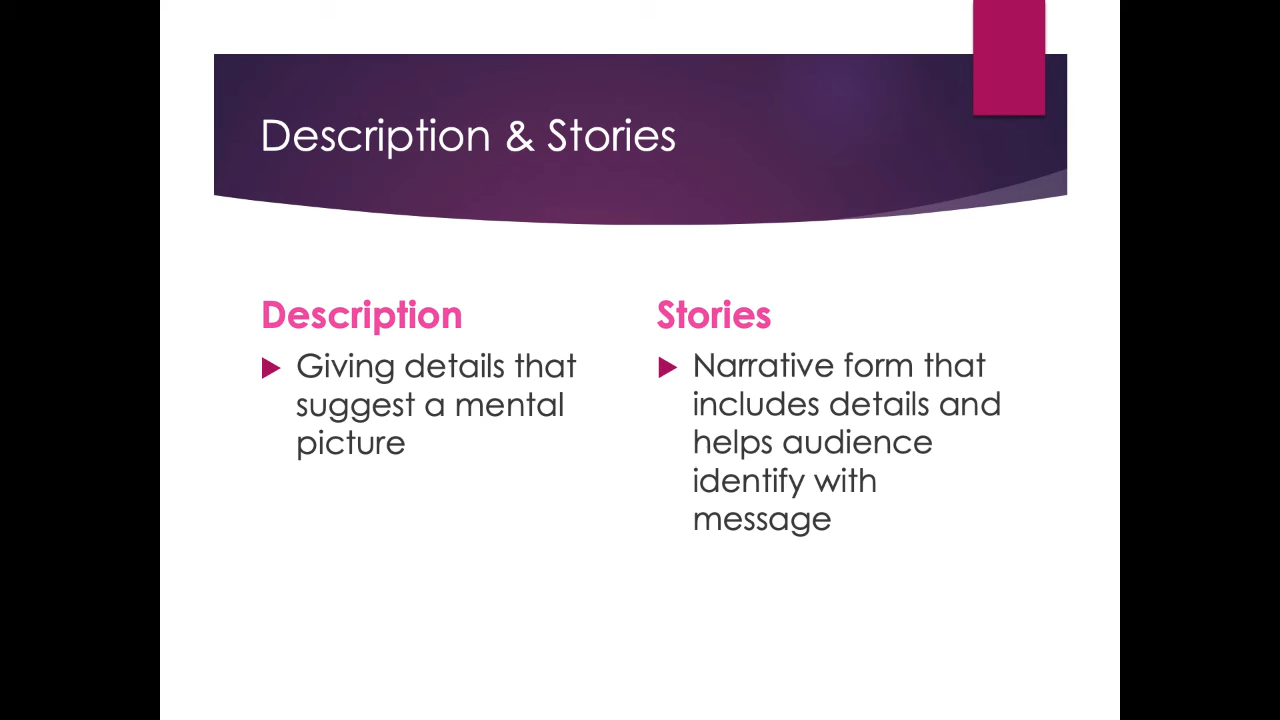 Description & Stories
Description
Giving details that
suggest a mental
picture
Stories
Narrative form that
includes details and
helps audience
identify with
message